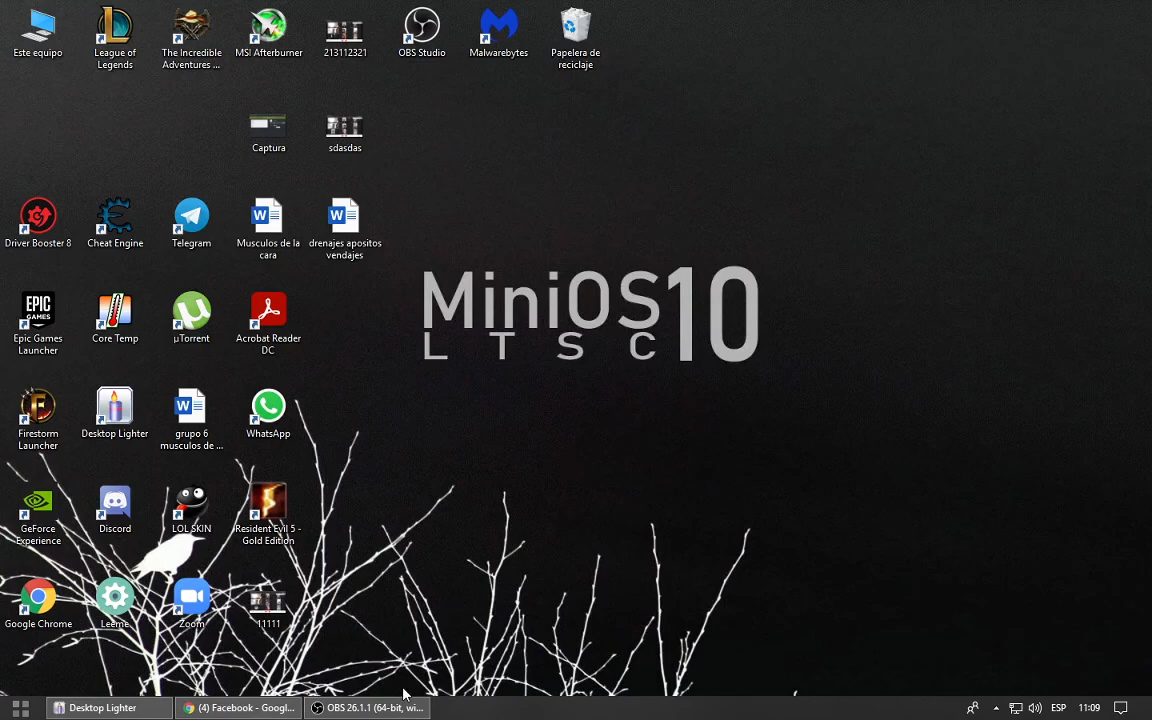 Este equipo
League of
Legends
The Incredible
Adventures ...
MSI Afterburner
213112321
OBS Studio
Malwarebytes
Papelera de
reciclaje
Captura
sdasdas
Driver Booster 8
Cheat Engine
Telegram
Musculos de la
cara
drenajes apositos
vendajes
MiniOS10
LTSC
EPIC
GAMES
Epic Games
Launcher
Core Temp
µTorrent
Acrobat Reader
DC
Firestorm
Launcher
Desktop Lighter
grupo 6
musculos de ...
WhatsApp
GeForce
Experience
Discord
LOL SKIN
Resident Evil 5 -
Gold Edition
Google Chrome
Leeme
Zoom
11111
Desktop Lighter
(4) Facebook - Googl...
OBS 26.1.1 (64-bit, wi...
ESP
11:09